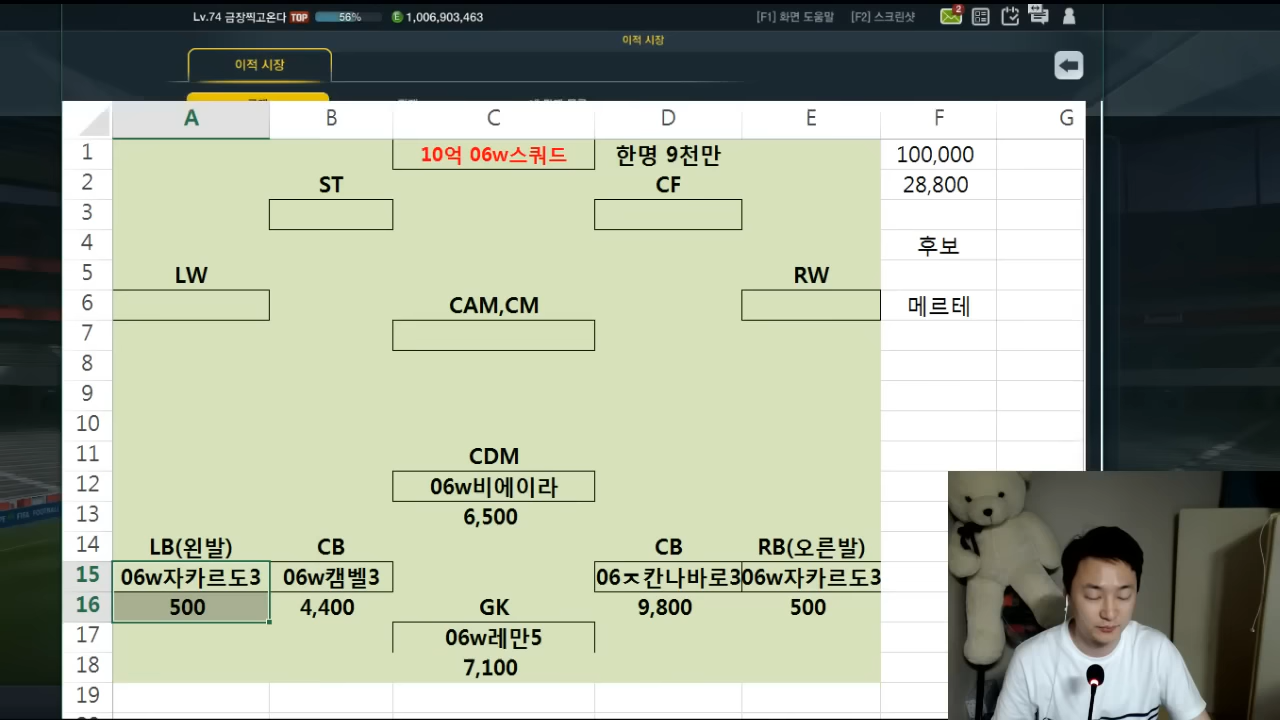 Lv.74 금장찍고온다 TOP 56% E 1,006,903,463 [F1] 화면 도움말 [F2] 스크린샷 2
이적 시장
이적 시장
A B C D E F G
1 10억 06w스쿼드 한명 9천만 100,000
2 ST CF 28,800
3
4 후보
5 LW RW
6 CAM,CM 메르테
7
8
9
10
11 CDM
12 06w비에이라
13 6,500
14 LB(왼발) CB CB RB(오른발)
15 06w자카르도3 06w캠벨3 06ㅈ칸나바로3 06w자카르도3
16 500 4,400 GK 9,800 500
17 06w레만5
18 7,100
19